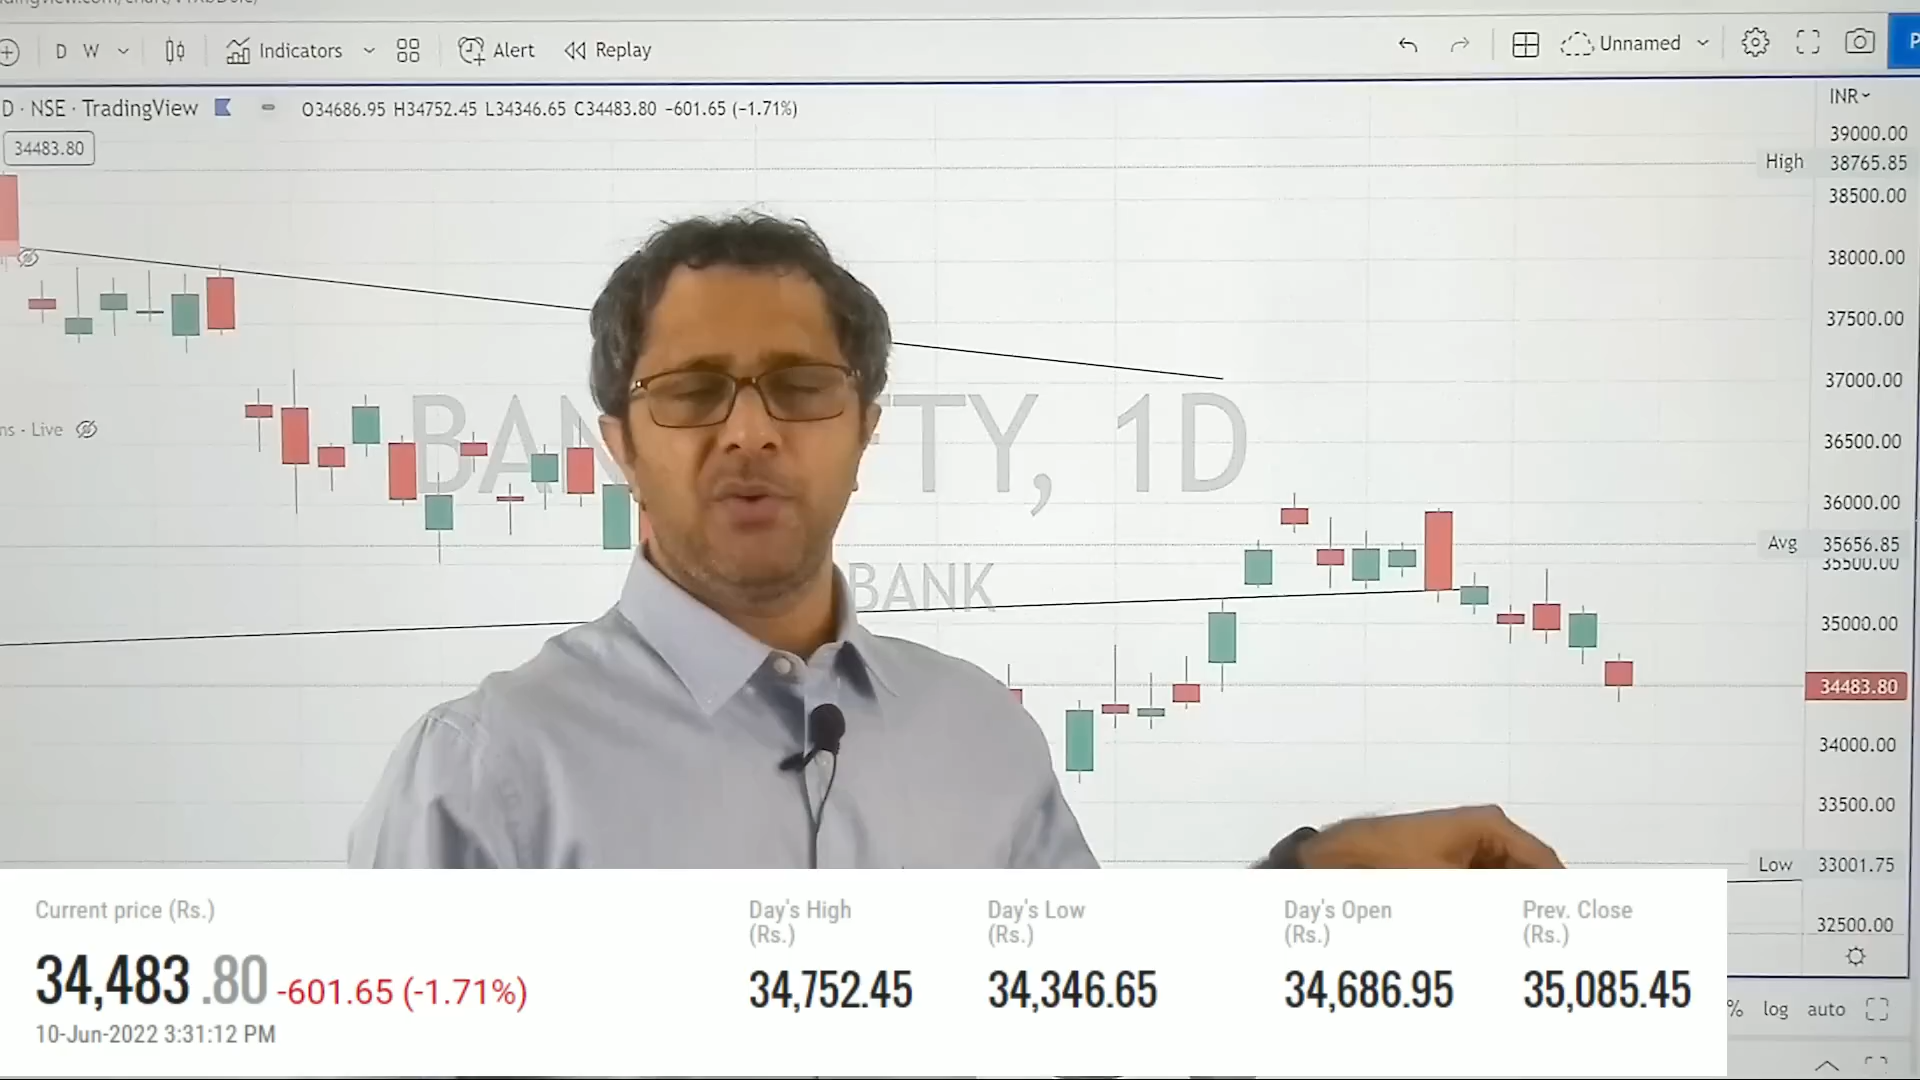 D W Indicators Alert Replay Unnamed
D · NSE · TradingView O34686.95 H34752.45 L34346.65 C34483.80 −601.65 (−1.71%)
INR
34483.80
39000.00
High 38765.85
38500.00
38000.00
37500.00
37000.00
36500.00
36000.00
Avg 35656.85
35500.00
35000.00
34483.80
34000.00
33500.00
Low 33001.75
32500.00
ns · Live
BAN TY, 1D
BANK
% log auto
Current price (Rs.)
34,483.80 -601.65 (-1.71%)
10-Jun-2022 3:31:12 PM
Day's High
(Rs.)
34,752.45
Day's Low
(Rs.)
34,346.65
Day's Open
(Rs.)
34,686.95
Prev. Close
(Rs.)
35,085.45